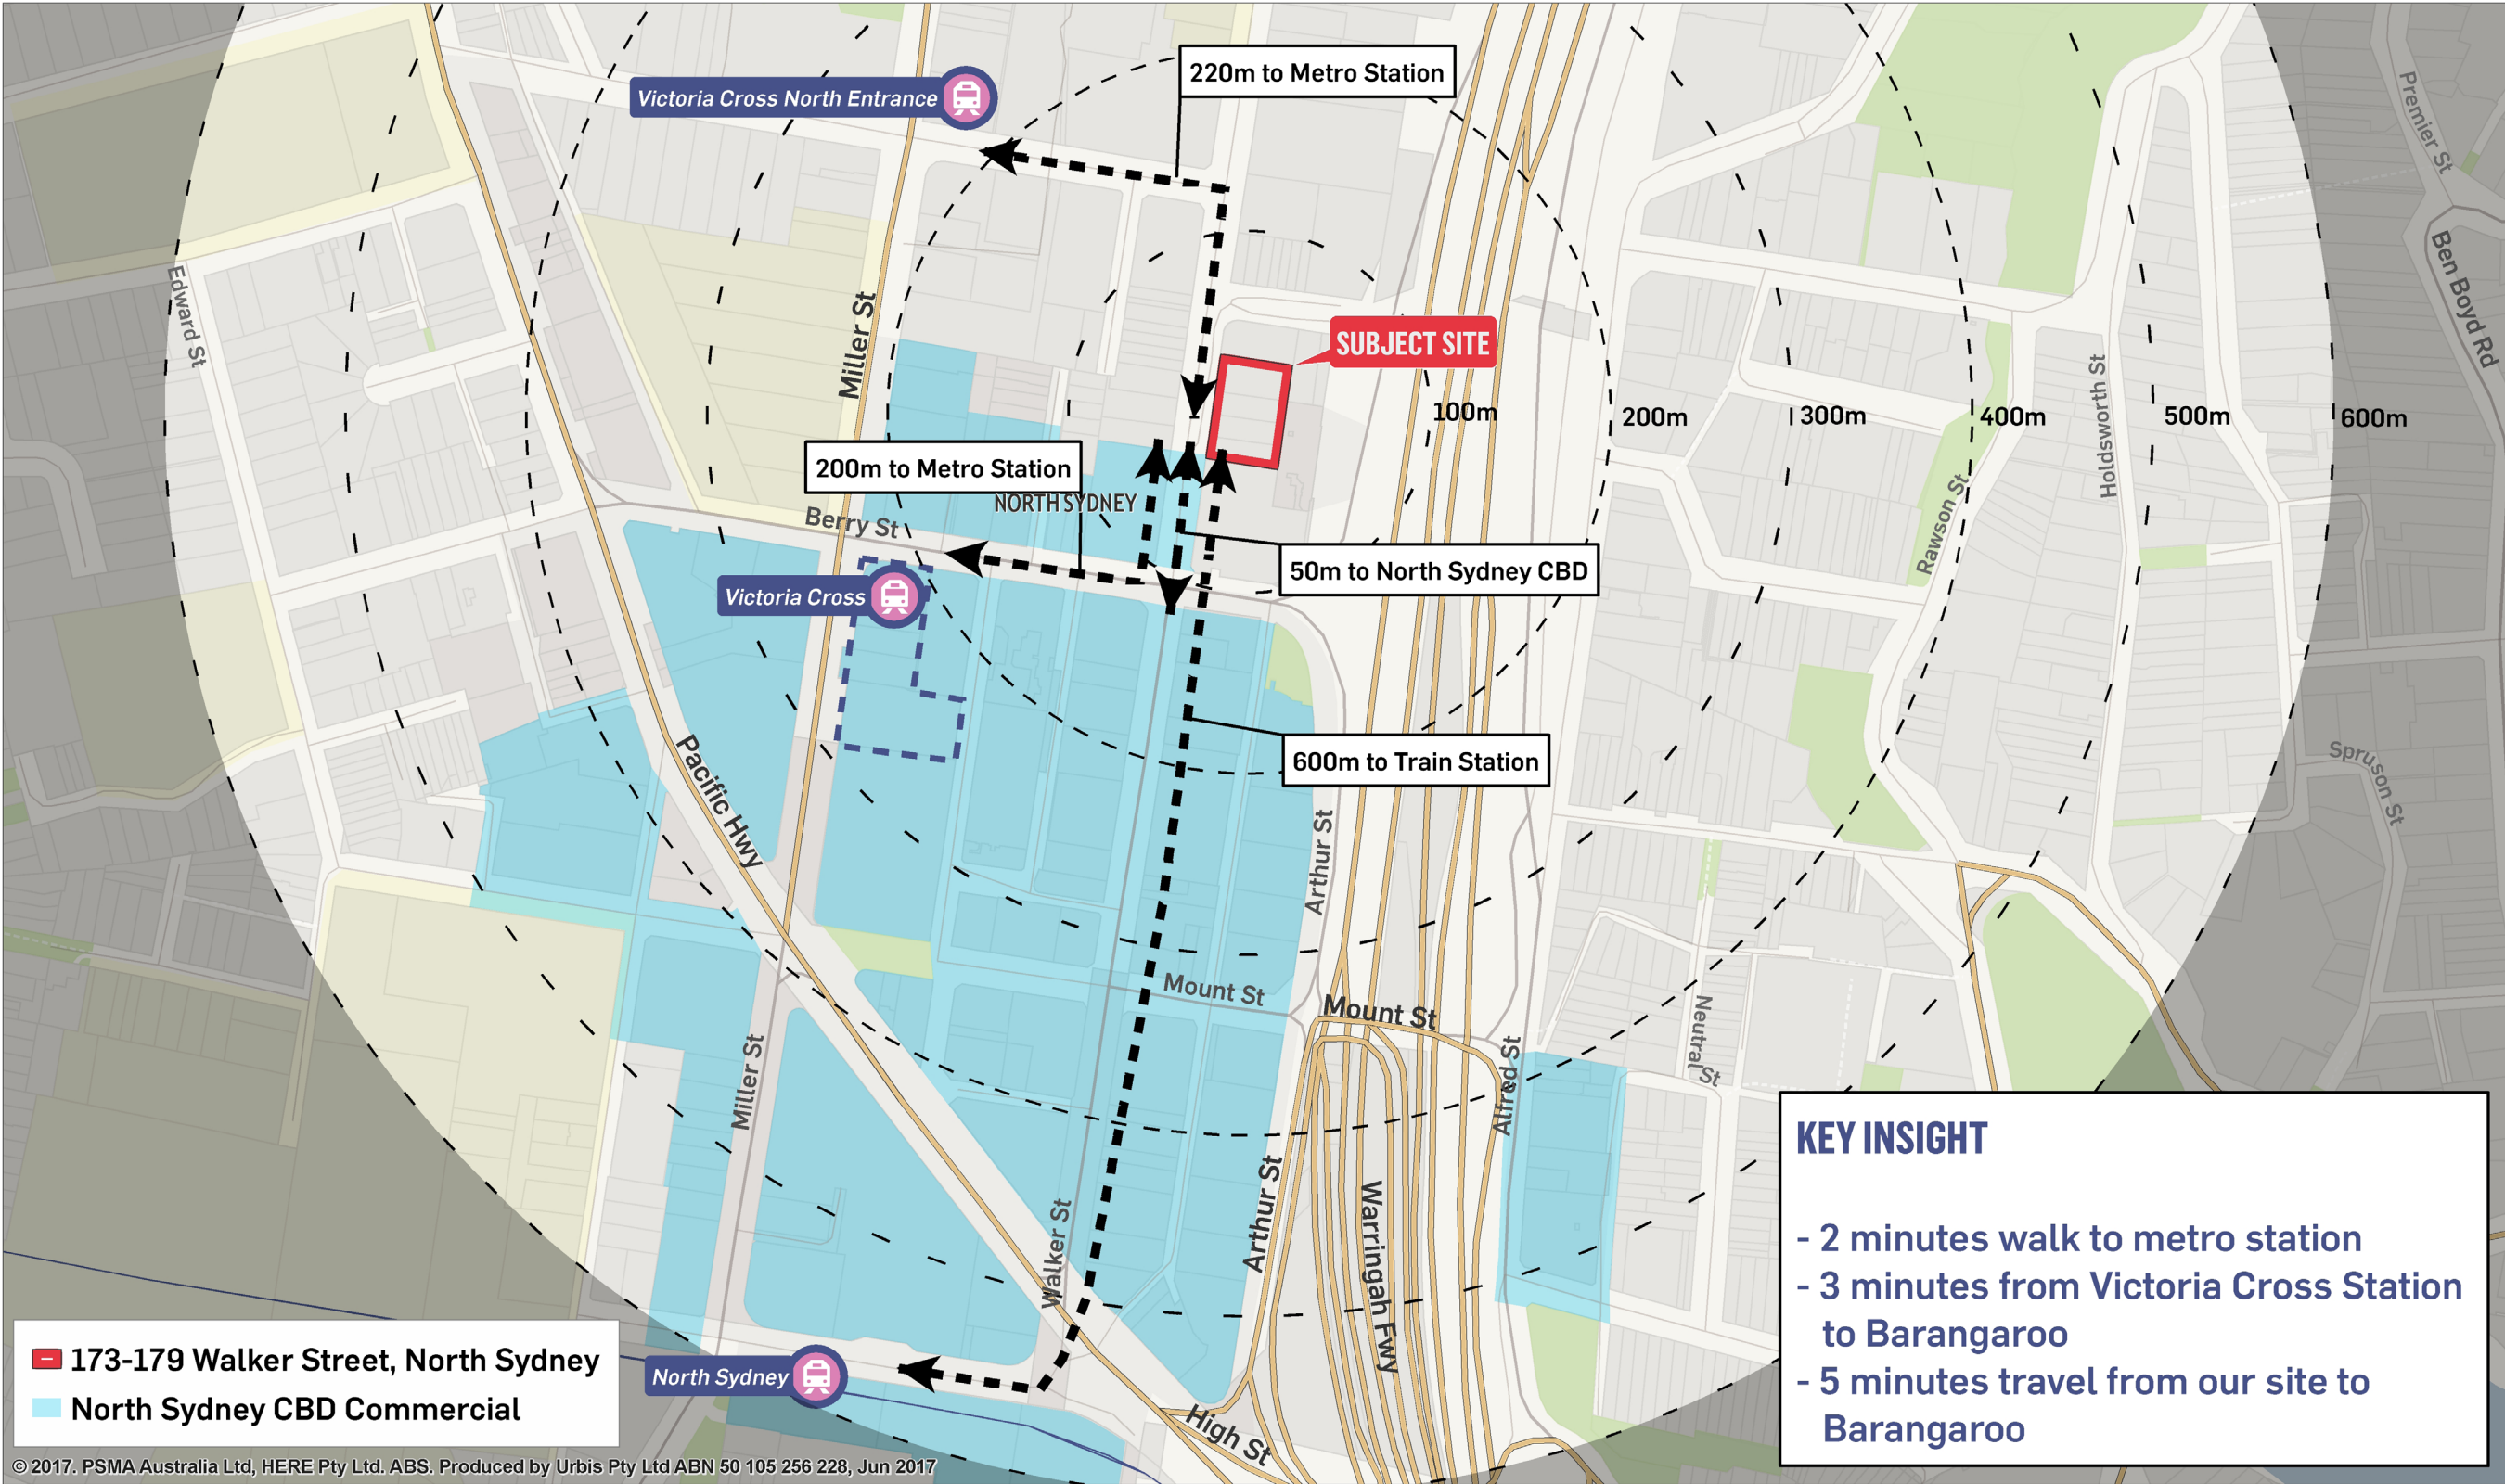 220m to Metro Station
Victoria Cross North Entrance
Premier St
Ben Boyd Rd
Edward St
Miller St
SUBJECT SITE
100m
200m
300m
400m
500m
600m
Holdsworth St
200m to Metro Station
NORTH SYDNEY
Berry St
Rawson St
50m to North Sydney CBD
Victoria Cross
600m to Train Station
Pacific Hwy
Spruson St
Arthur St
Mount St
Mount St
Neutral St
Miller St
Alfred St
Walker St
Arthur St
Warringah Fwy
North Sydney
High St
KEY INSIGHT
- 2 minutes walk to metro station
- 3 minutes from Victoria Cross Station
to Barangaroo
- 5 minutes travel from our site to
Barangaroo
173-179 Walker Street, North Sydney
North Sydney CBD Commercial
© 2017. PSMA Australia Ltd, HERE Pty Ltd. ABS. Produced by Urbis Pty Ltd ABN 50 105 256 228, Jun 2017